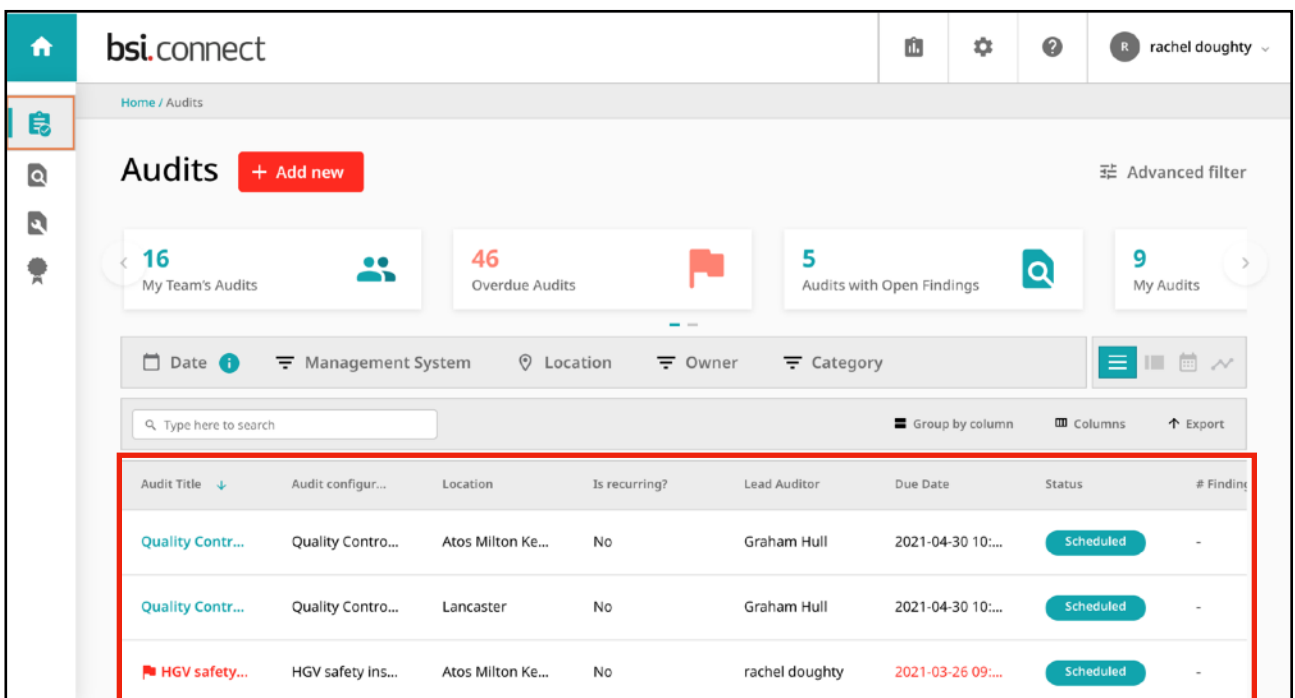 bsi.connect
R rachel doughty
Home / Audits
Audits
+ Add new
Advanced filter
16
My Team's Audits
46
Overdue Audits
5
Audits with Open Findings
9
My Audits
Date i Management System Location Owner Category
Type here to search
Group by column Columns Export
Audit Title Audit configur... Location Is recurring? Lead Auditor Due Date Status # Finding
Quality Contr... Quality Contro... Atos Milton Ke... No Graham Hull 2021-04-30 10:... Scheduled -
Quality Contr... Quality Contro... Lancaster No Graham Hull 2021-04-30 10:... Scheduled -
HGV safety... HGV safety ins... Atos Milton Ke... No rachel doughty 2021-03-26 09:... Scheduled -